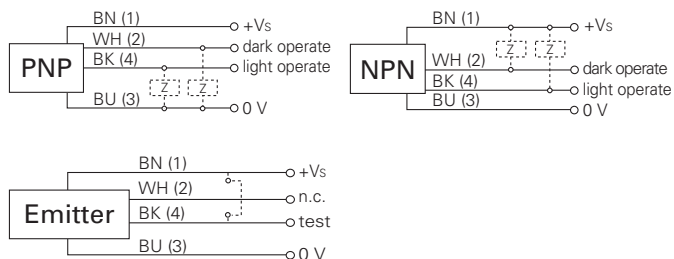 BN (1)
+Vs
WH (2)
dark operate
PNP
BK (4)
light operate
Z
Z
BU (3)
0 V
BN (1)
+Vs
Z
Z
NPN
WH (2)
dark operate
BK (4)
light operate
BU (3)
0 V
BN (1)
+Vs
WH (2)
n.c.
Emitter
BK (4)
test
BU (3)
0 V